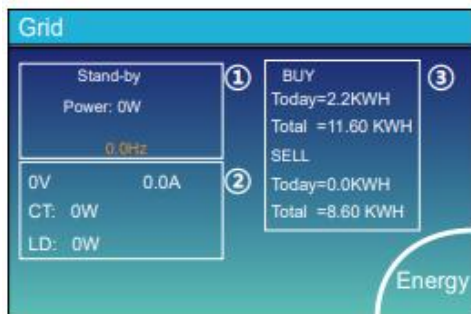 Grid
Stand-by
Power: 0W
0.0Hz
①
0V 0.0A
CT: 0W
LD: 0W
②
BUY
Today=2.2KWH
Total =11.60 KWH
SELL
Today=0.0KWH
Total =8.60 KWH
③
Energy